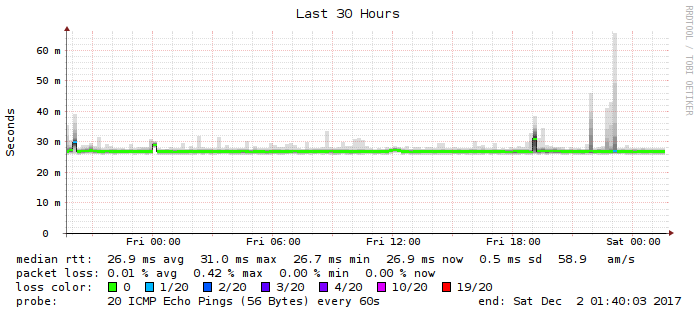 Last 30 Hours
RRDTOOL / TOBI OETIKER
Seconds
60 m
50 m
40 m
30 m
20 m
10 m
0
Fri 00:00 Fri 06:00 Fri 12:00 Fri 18:00 Sat 00:00
median rtt: 26.9 ms avg 31.0 ms max 26.7 ms min 26.9 ms now 0.5 ms sd 58.9 am/s
packet loss: 0.01 % avg 0.42 % max 0.00 % min 0.00 % now
loss color: 0 1/20 2/20 3/20 4/20 10/20 19/20
probe: 20 ICMP Echo Pings (56 Bytes) every 60s end: Sat Dec 2 01:40:03 2017